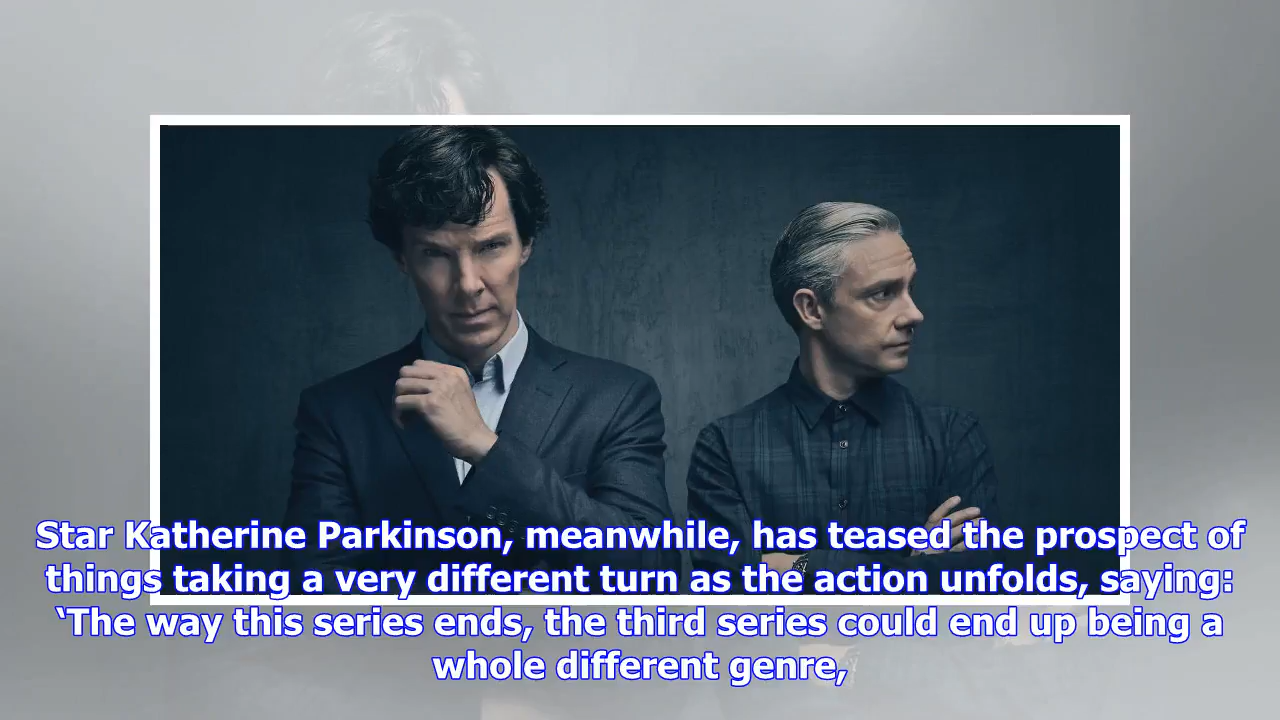 Star Katherine Parkinson, meanwhile, has teased the prospect of
things taking a very different turn as the action unfolds, saying:
‘The way this series ends, the third series could end up being a
whole different genre,